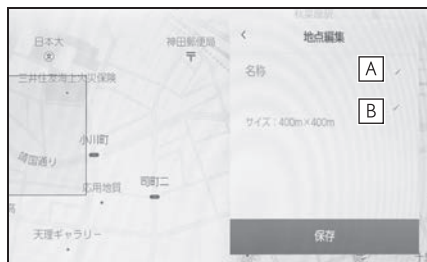 日本大
神田郵便局
三井住友海上火災保険
小川町
靖国通り
応用地質
司町二
天理ギャラリー
地点編集
名称
A
B
サイズ：400m×400m
保存